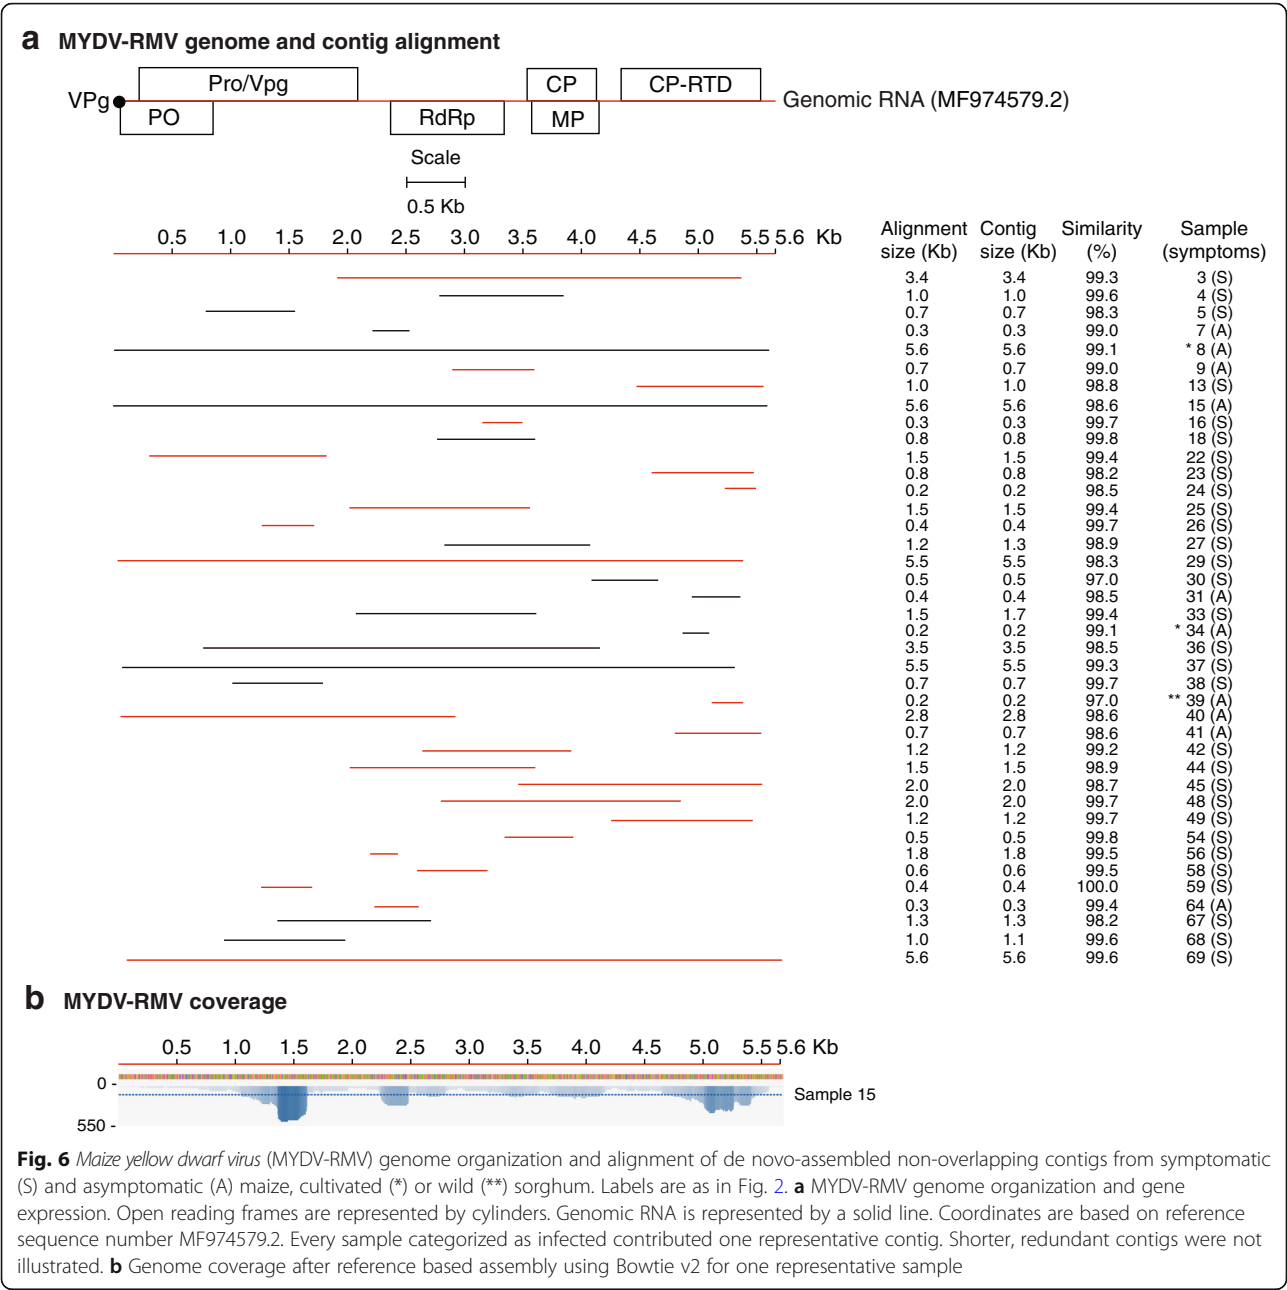 a MYDV-RMV genome and contig alignment
Pro/Vpg CP CP-RTD
VPg Genomic RNA (MF974579.2)
PO RdRp MP
Scale
0.5 Kb
0.5 1.0 1.5 2.0 2.5 3.0 3.5 4.0 4.5 5.0 5.5 5.6 Kb
Alignment Contig Similarity Sample
size (Kb) size (Kb) (%) (symptoms)
3.4 3.4 99.3 3 (S)
1.0 1.0 99.6 4 (S)
0.7 0.7 98.3 5 (S)
0.3 0.3 99.0 7 (A)
5.6 5.6 99.1 * 8 (A)
0.7 0.7 99.0 9 (A)
1.0 1.0 98.8 13 (S)
5.6 5.6 98.6 15 (A)
0.3 0.3 99.7 16 (S)
0.8 0.8 99.8 18 (S)
1.5 1.5 99.4 22 (S)
0.8 0.8 98.2 23 (S)
0.2 0.2 98.5 24 (S)
1.5 1.5 99.4 25 (S)
0.4 0.4 99.7 26 (S)
1.2 1.3 98.9 27 (S)
5.5 5.5 98.3 29 (S)
0.5 0.5 97.0 30 (S)
0.4 0.4 98.5 31 (A)
1.5 1.7 99.4 33 (S)
0.2 0.2 99.1 * 34 (A)
3.5 3.5 98.5 36 (S)
5.5 5.5 99.3 37 (S)
0.7 0.7 99.7 38 (S)
0.2 0.2 97.0 ** 39 (A)
2.8 2.8 98.6 40 (A)
0.7 0.7 98.6 41 (A)
1.2 1.2 99.2 42 (S)
1.5 1.5 98.9 44 (S)
2.0 2.0 98.7 45 (S)
2.0 2.0 99.7 48 (S)
1.2 1.2 99.7 49 (S)
0.5 0.5 99.8 54 (S)
1.8 1.8 99.5 56 (S)
0.6 0.6 99.5 58 (S)
0.4 0.4 100.0 59 (S)
0.3 0.3 99.4 64 (A)
1.3 1.3 98.2 67 (S)
1.0 1.1 99.6 68 (S)
5.6 5.6 99.6 69 (S)
b MYDV-RMV coverage
0.5 1.0 1.5 2.0 2.5 3.0 3.5 4.0 4.5 5.0 5.5 5.6 Kb
0 -
Sample 15
550 -
Fig. 6 Maize yellow dwarf virus (MYDV-RMV) genome organization and alignment of de novo-assembled non-overlapping contigs from symptomatic
(S) and asymptomatic (A) maize, cultivated (*) or wild (**) sorghum. Labels are as in Fig. 2. a MYDV-RMV genome organization and gene
expression. Open reading frames are represented by cylinders. Genomic RNA is represented by a solid line. Coordinates are based on reference
sequence number MF974579.2. Every sample categorized as infected contributed one representative contig. Shorter, redundant contigs were not
illustrated. b Genome coverage after reference based assembly using Bowtie v2 for one representative sample